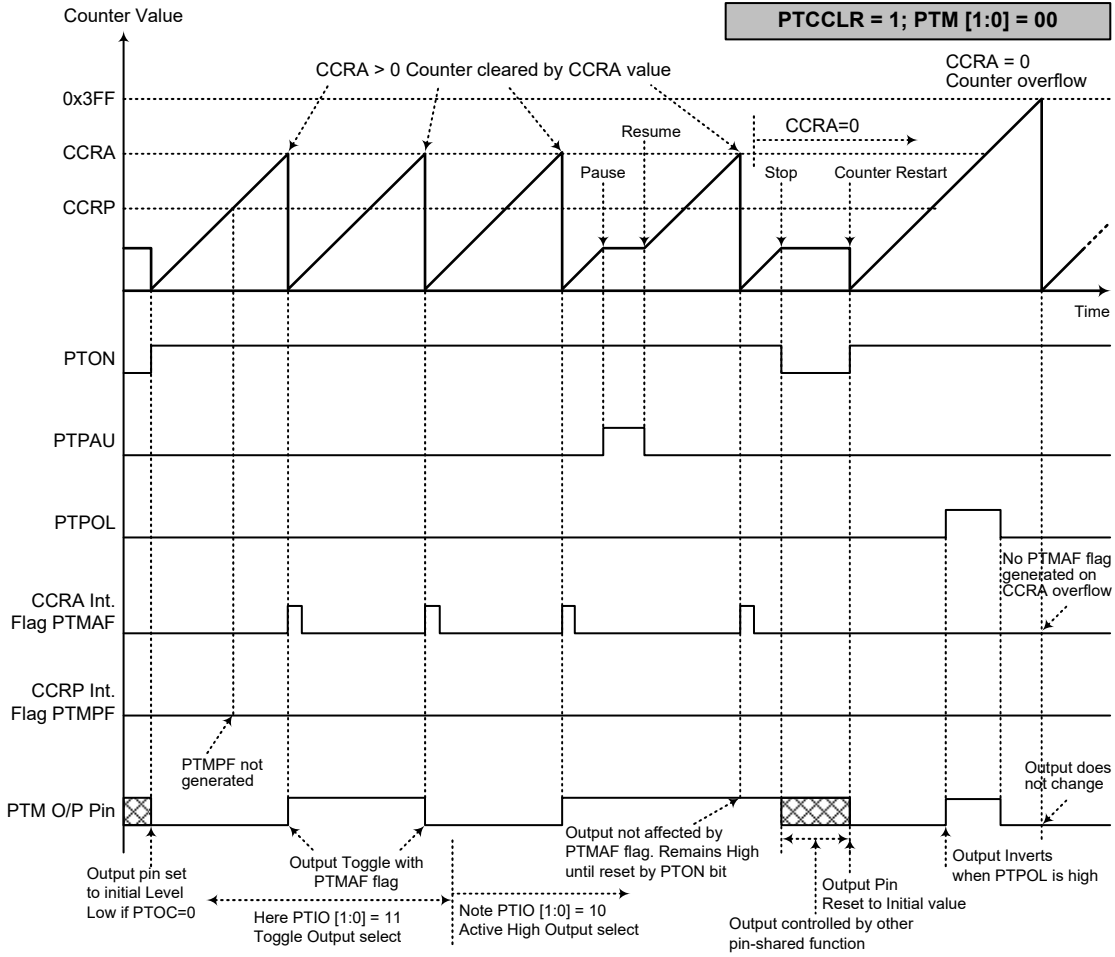 Counter Value
PTCCLR = 1; PTM [1:0] = 00
CCRA > 0 Counter cleared by CCRA value
CCRA = 0
Counter overflow
0x3FF
Resume
CCRA=0
CCRA
Pause
Stop
Counter Restart
CCRP
Time
PTON
PTPAU
PTPOL
No PTMAF flag
generated on
CCRA overflow
CCRA Int.
Flag PTMAF
CCRP Int.
Flag PTMPF
PTMPF not
generated
Output does
not change
PTM O/P Pin
Output pin set
to initial Level
Low if PTOC=0
Output Toggle with
PTMAF flag
Here PTIO [1:0] = 11
Toggle Output select
Note PTIO [1:0] = 10
Active High Output select
Output not affected by
PTMAF flag. Remains High
until reset by PTON bit
Output Pin
Reset to Initial value
Output controlled by other
pin-shared function
Output Inverts
when PTPOL is high